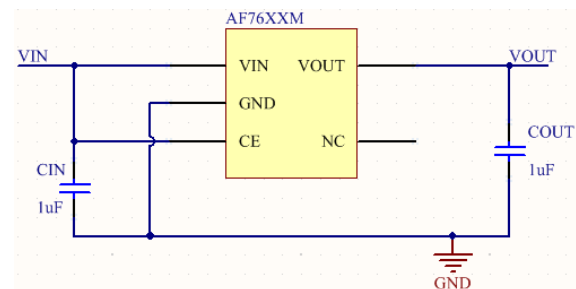 AF76XXM
VIN
VIN
VOUT
VOUT
GND
CE
NC
CIN
1uF
COUT
1uF
GND